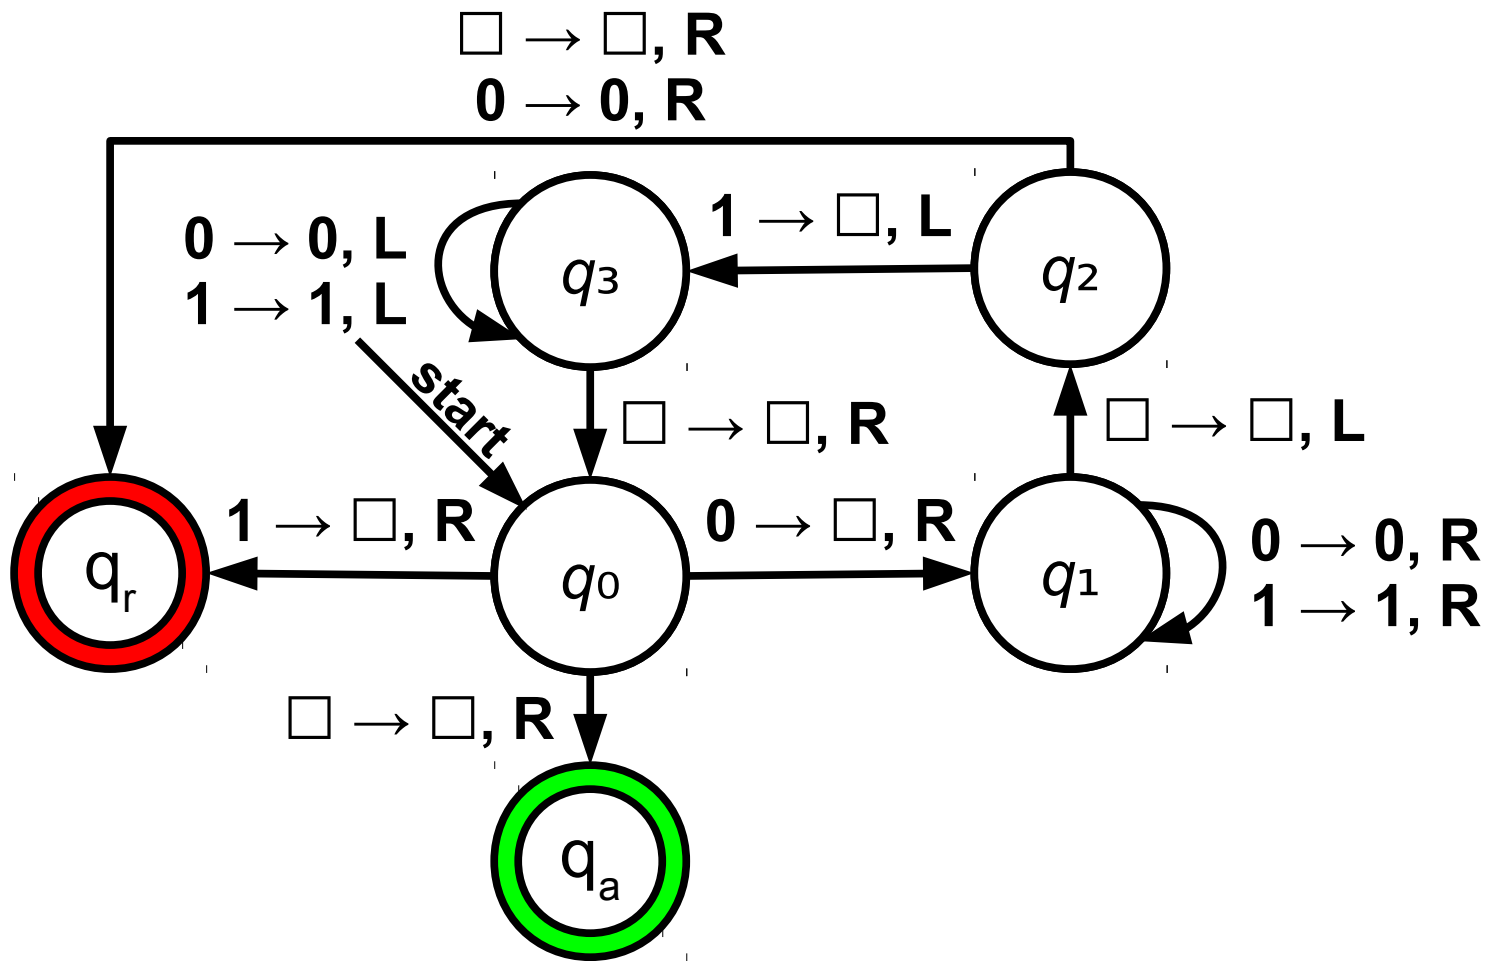 □ → □, R
0 → 0, R
1 → □, L
0 → 0, L
1 → 1, L
q3
q2
start
□ → □, R
□ → □, L
1 → □, R
0 → □, R
0 → 0, R
1 → 1, R
qr
q0
q1
□ → □, R
qa